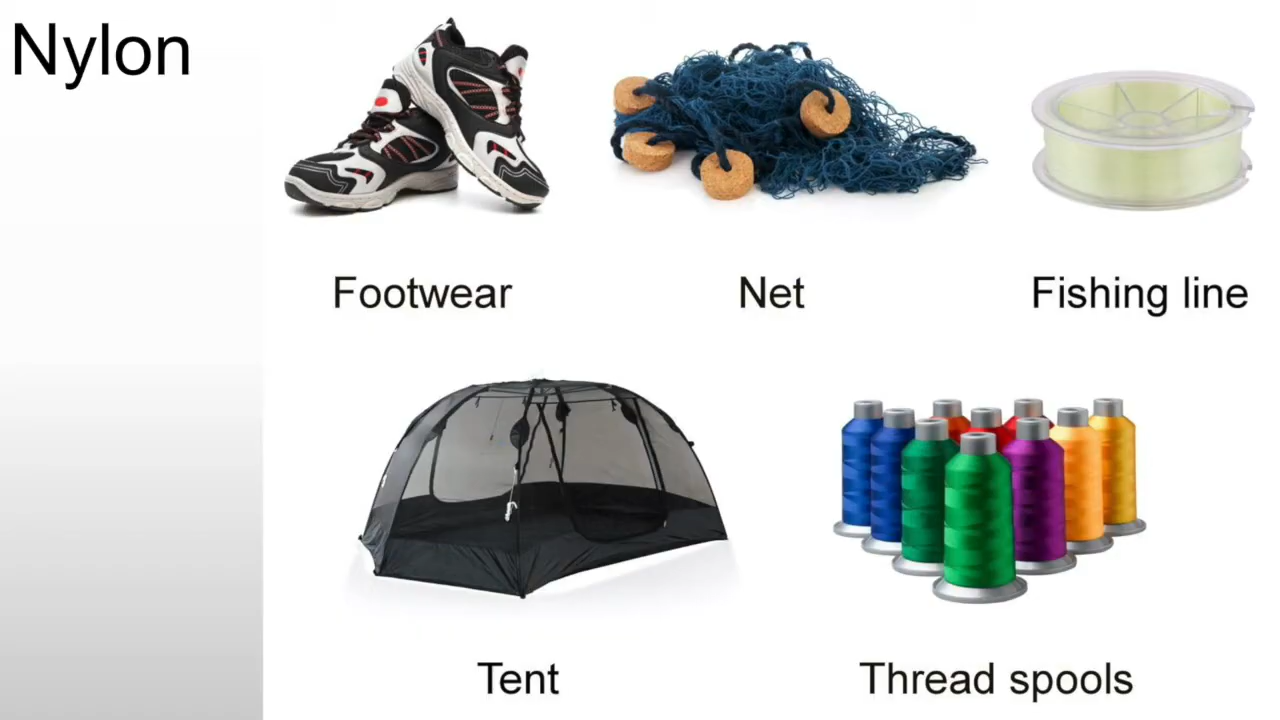 Nylon
Footwear
Net
Fishing line
Tent
Thread spools